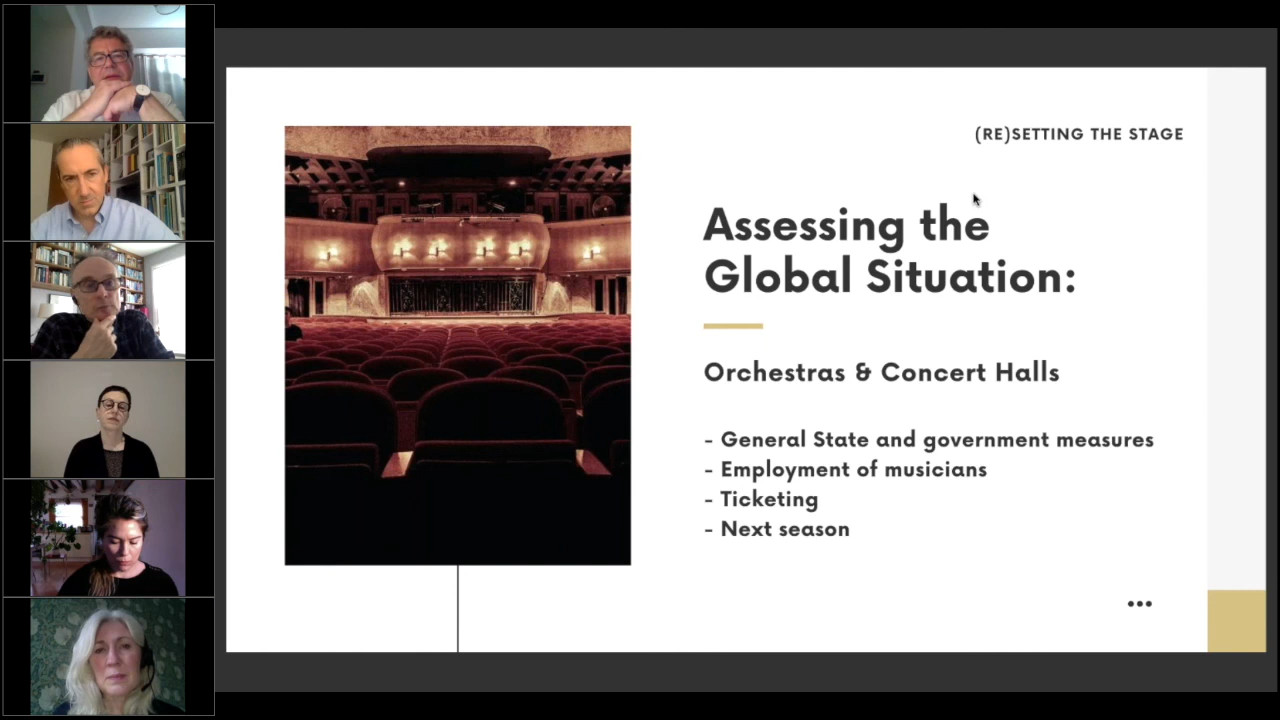 (RE)SETTING THE STAGE
Assessing the
Global Situation:
Orchestras & Concert Halls
- General State and government measures
- Employment of musicians
- Ticketing
- Next season
•••